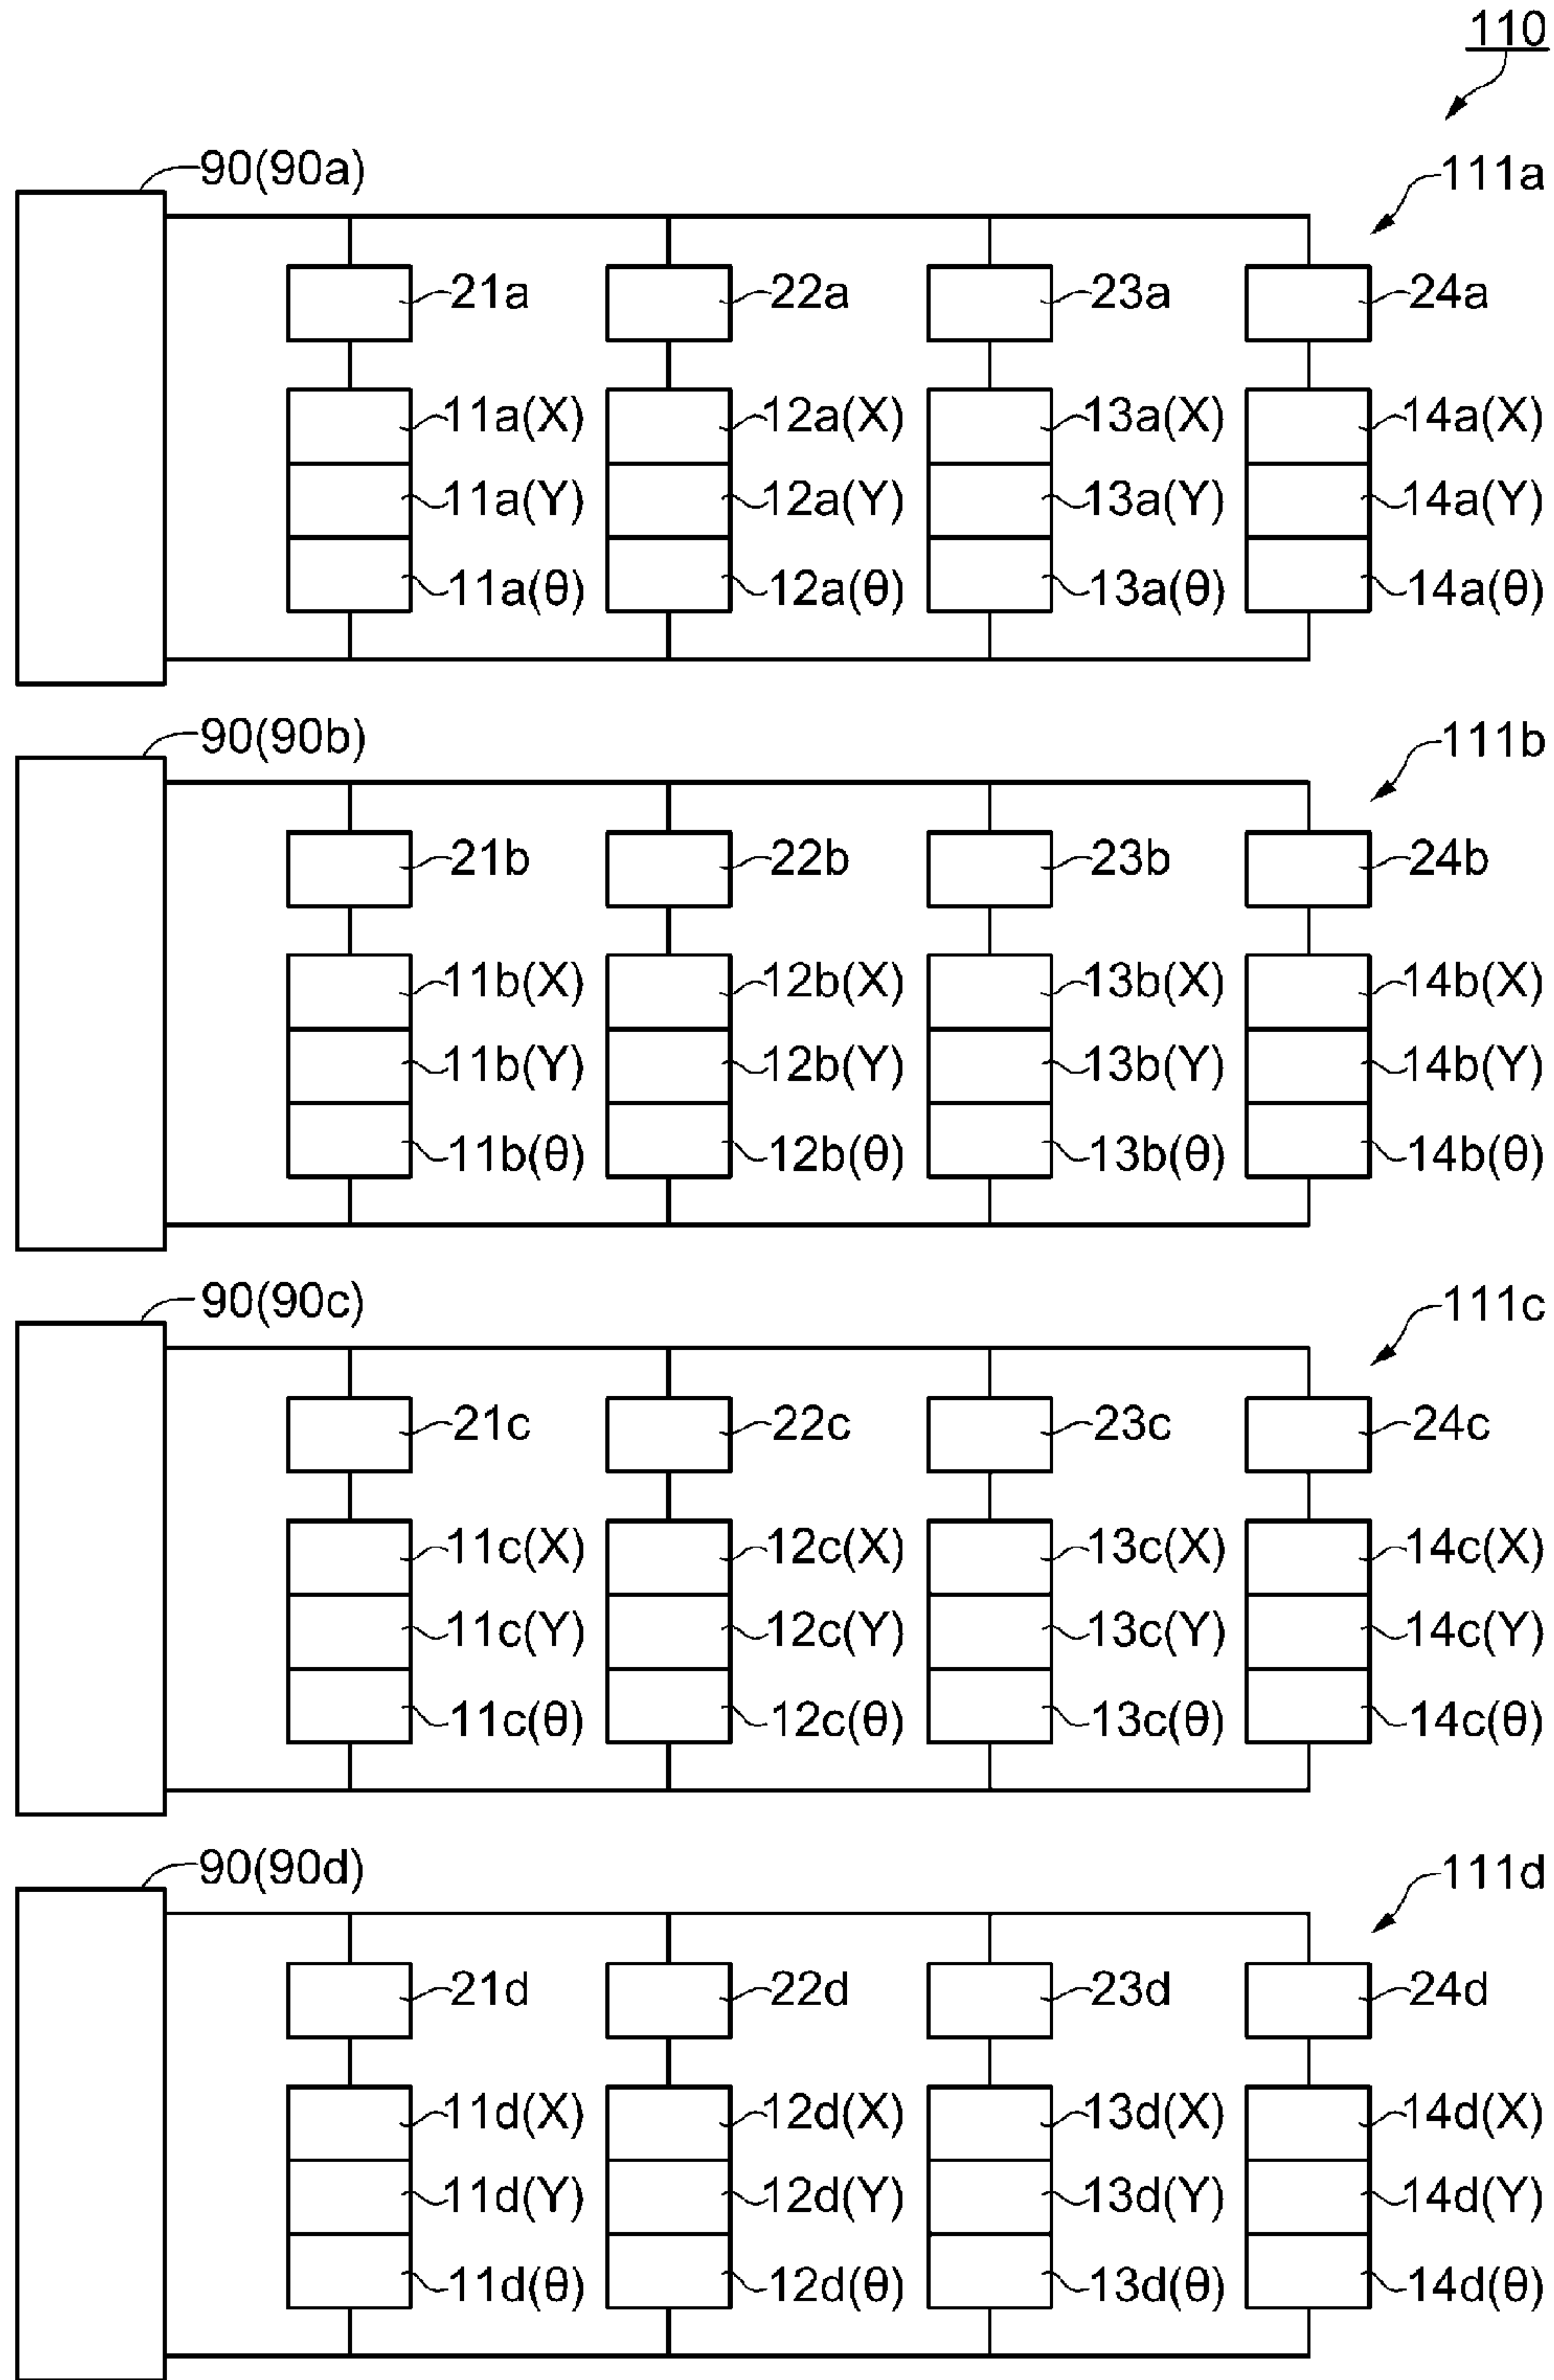 110
90(90a)
111a
21a 22a 23a 24a
11a(X) 12a(X) 13a(X) 14a(X)
11a(Y) 12a(Y) 13a(Y) 14a(Y)
11a(θ) 12a(θ) 13a(θ) 14a(θ)
90(90b)
111b
21b 22b 23b 24b
11b(X) 12b(X) 13b(X) 14b(X)
11b(Y) 12b(Y) 13b(Y) 14b(Y)
11b(θ) 12b(θ) 13b(θ) 14b(θ)
90(90c)
111c
21c 22c 23c 24c
11c(X) 12c(X) 13c(X) 14c(X)
11c(Y) 12c(Y) 13c(Y) 14c(Y)
11c(θ) 12c(θ) 13c(θ) 14c(θ)
90(90d)
111d
21d 22d 23d 24d
11d(X) 12d(X) 13d(X) 14d(X)
11d(Y) 12d(Y) 13d(Y) 14d(Y)
11d(θ) 12d(θ) 13d(θ) 14d(θ)